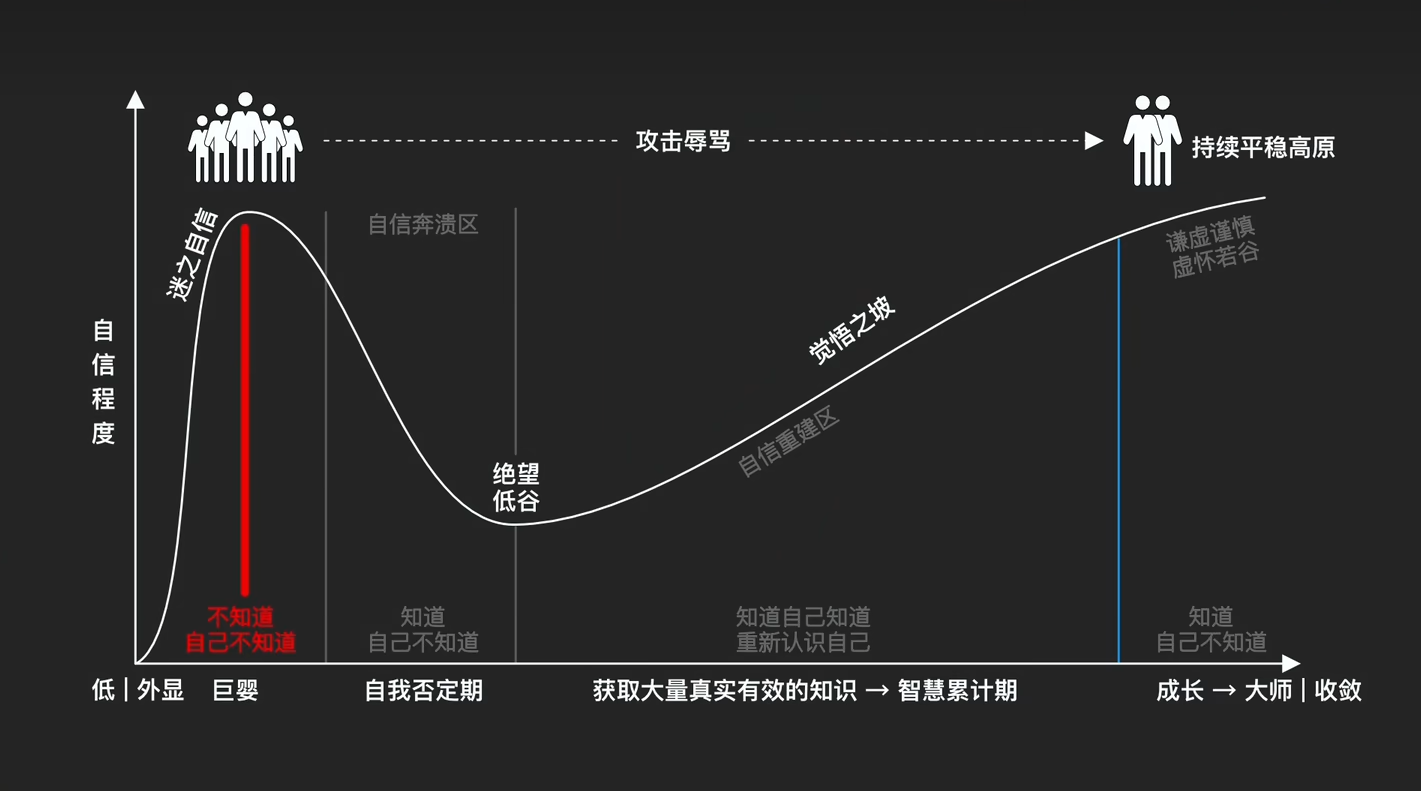 攻击辱骂
持续平稳高原
迷之自信
自信奔溃区
谦虚谨慎
虚怀若谷
自信程度
觉悟之坡
自信重建区
绝望
低谷
不知道
自己不知道
知道
自己不知道
知道自己知道
重新认识自己
知道
自己不知道
低 | 外显
巨婴
自我否定期
获取大量真实有效的知识 → 智慧累计期
成长 → 大师 | 收敛